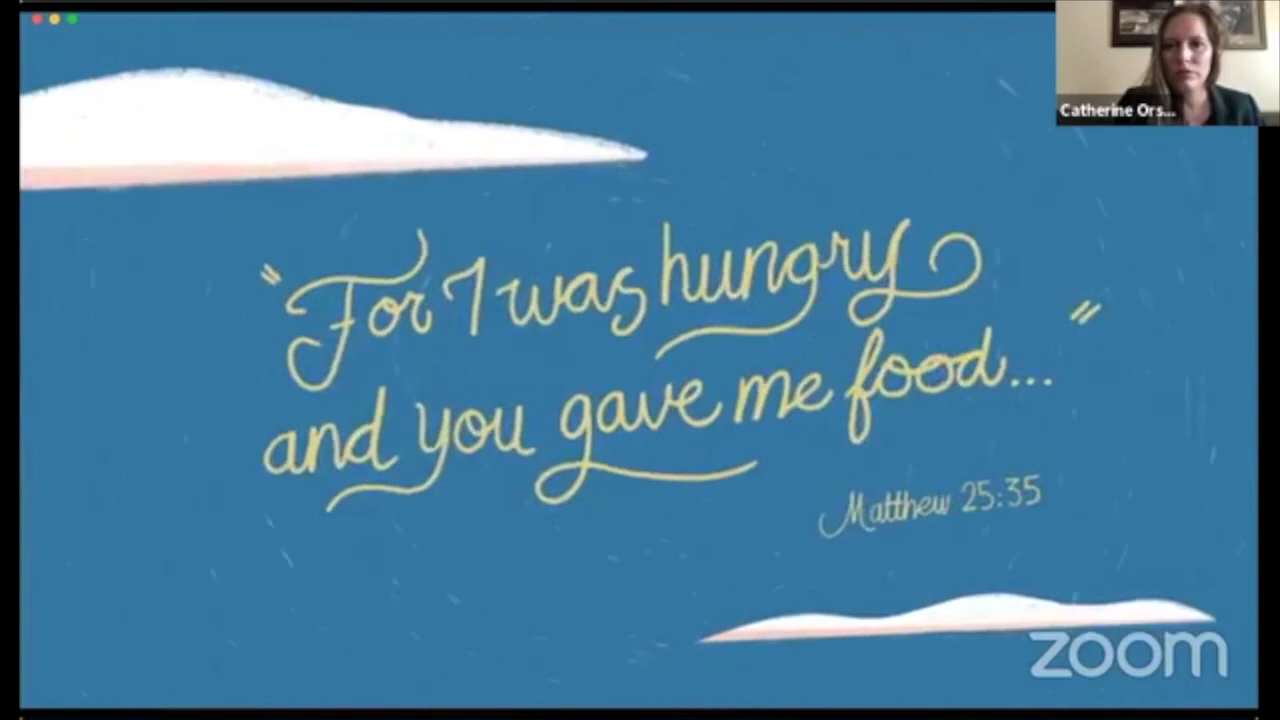 Catherine Ors...
"For I was hungry
and you gave me food..."
Matthew 25:35
zoom